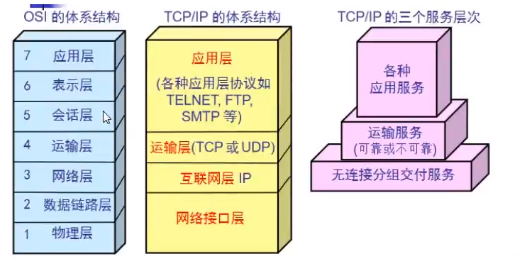 OSI 的体系结构
7 应用层
6 表示层
5 会话层
4 运输层
3 网络层
2 数据链路层
1 物理层
TCP/IP 的体系结构
应用层
(各种应用层协议如
TELNET, FTP,
SMTP 等)
运输层(TCP 或 UDP)
互联网层 IP
网络接口层
TCP/IP 的三个服务层次
各种
应用服务
运输服务
(可靠或不可靠)
无连接分组交付服务